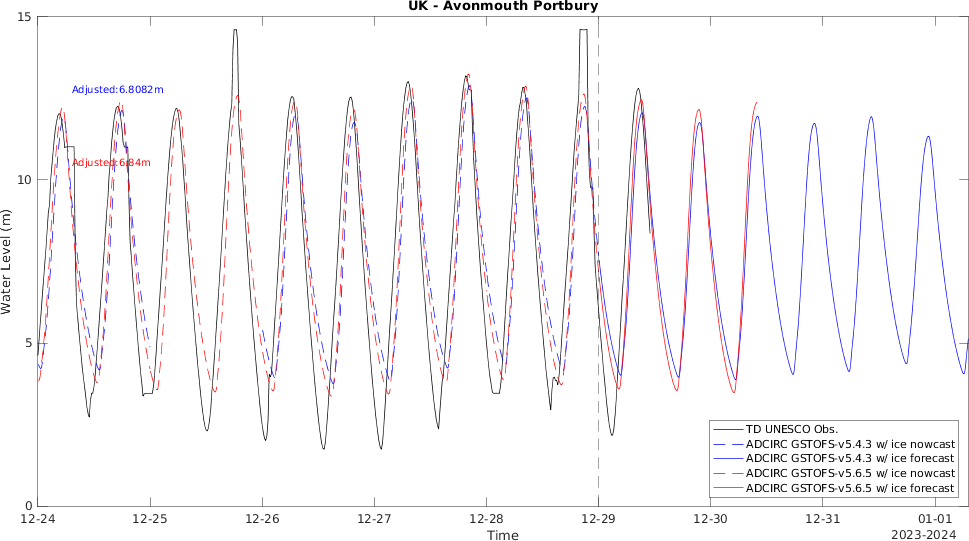 UK - Avonmouth Portbury
15
Adjusted:6.8082m
Adjusted:6.84m
10
Water Level (m)
5
0
TD UNESCO Obs.
ADCIRC GSTOFS-v5.4.3 w/ ice nowcast
ADCIRC GSTOFS-v5.4.3 w/ ice forecast
ADCIRC GSTOFS-v5.6.5 w/ ice nowcast
ADCIRC GSTOFS-v5.6.5 w/ ice forecast
12-24 12-25 12-26 12-27 12-28 12-29 12-30 12-31 01-01
Time
2023-2024